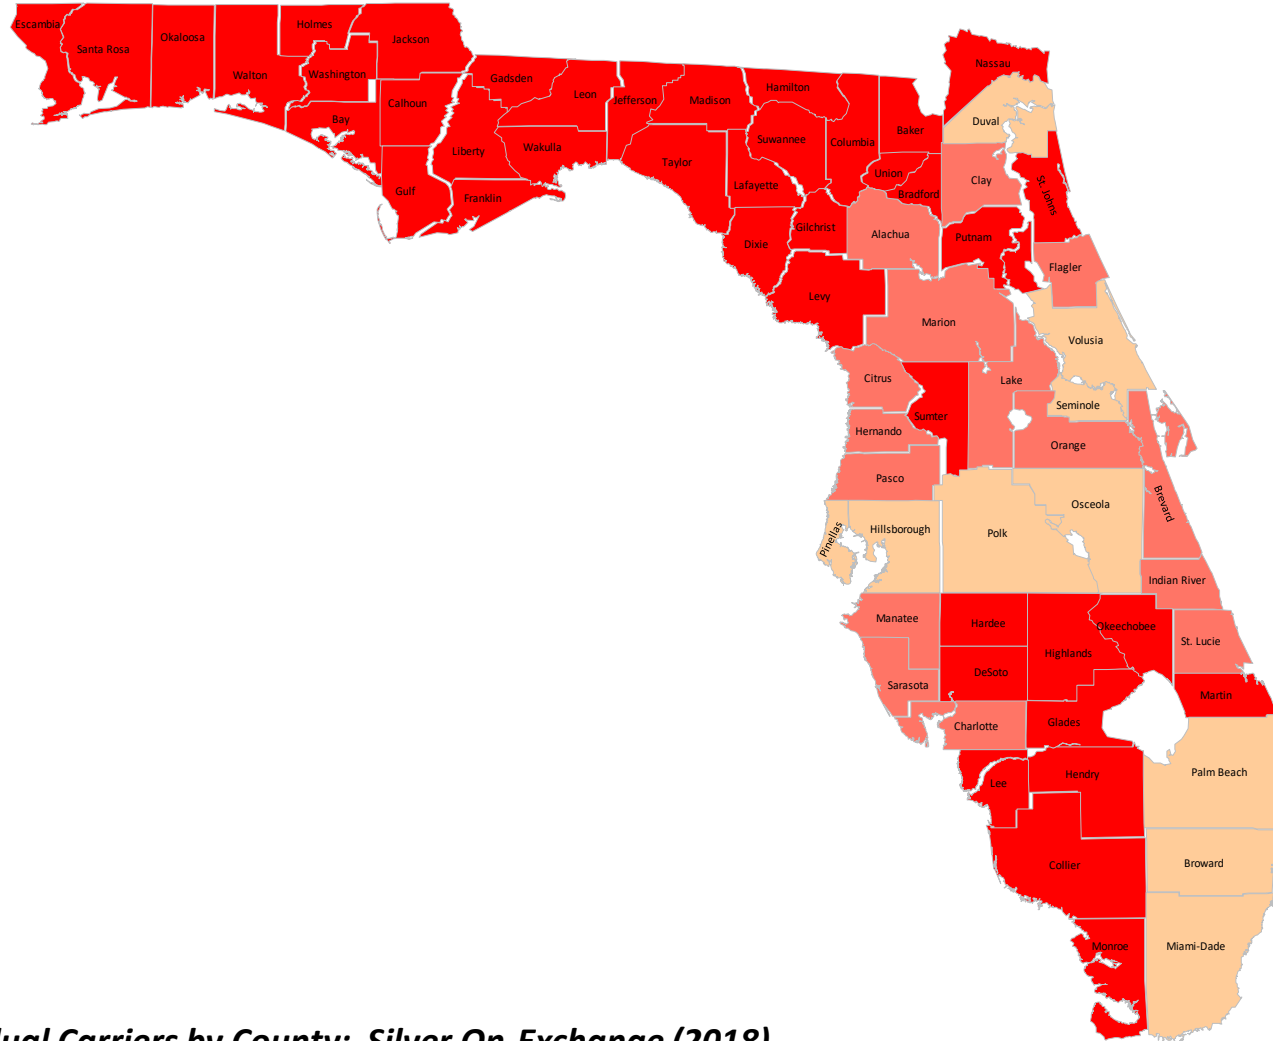 Escambia
Santa Rosa
Okaloosa
Walton
Holmes
Washington
Jackson
Bay
Calhoun
Gulf
Liberty
Gadsden
Franklin
Leon
Wakulla
Jefferson
Madison
Taylor
Hamilton
Suwannee
Lafayette
Dixie
Columbia
Gilchrist
Levy
Baker
Union
Bradford
Nassau
Duval
Clay
St. Johns
Alachua
Putnam
Flagler
Marion
Volusia
Citrus
Sumter
Lake
Seminole
Hernando
Orange
Pasco
Brevard
Pinellas
Hillsborough
Polk
Osceola
Indian River
Manatee
Hardee
Highlands
Okeechobee
St. Lucie
DeSoto
Sarasota
Martin
Charlotte
Glades
Lee
Hendry
Palm Beach
Collier
Broward
Monroe
Miami-Dade
Carriers by County: Silver On-Exchange (2018)